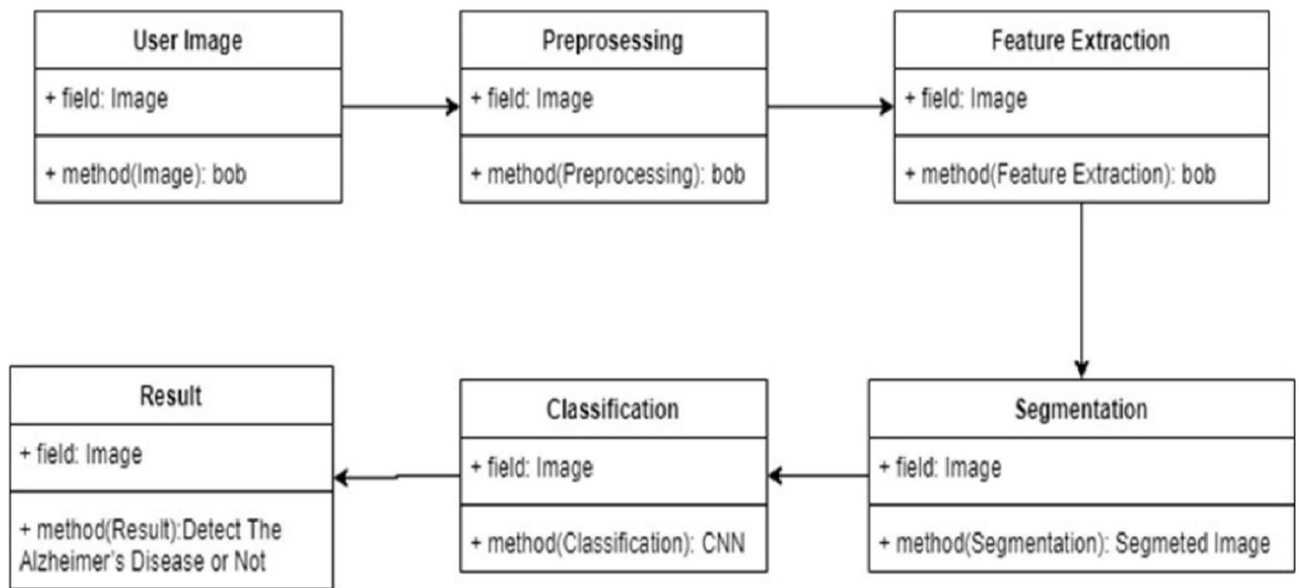 User Image
+ field: Image
+ method(Image): bob
Preprosessing
+ field: Image
+ method(Preprocessing): bob
Feature Extraction
+ field: Image
+ method(Feature Extraction): bob
Result
+ field: Image
+ method(Result):Detect The
Alzheimer's Disease or Not
Classification
+ field: Image
+ method(Classification): CNN
Segmentation
+ field: Image
+ method(Segmentation): Segmeted Image